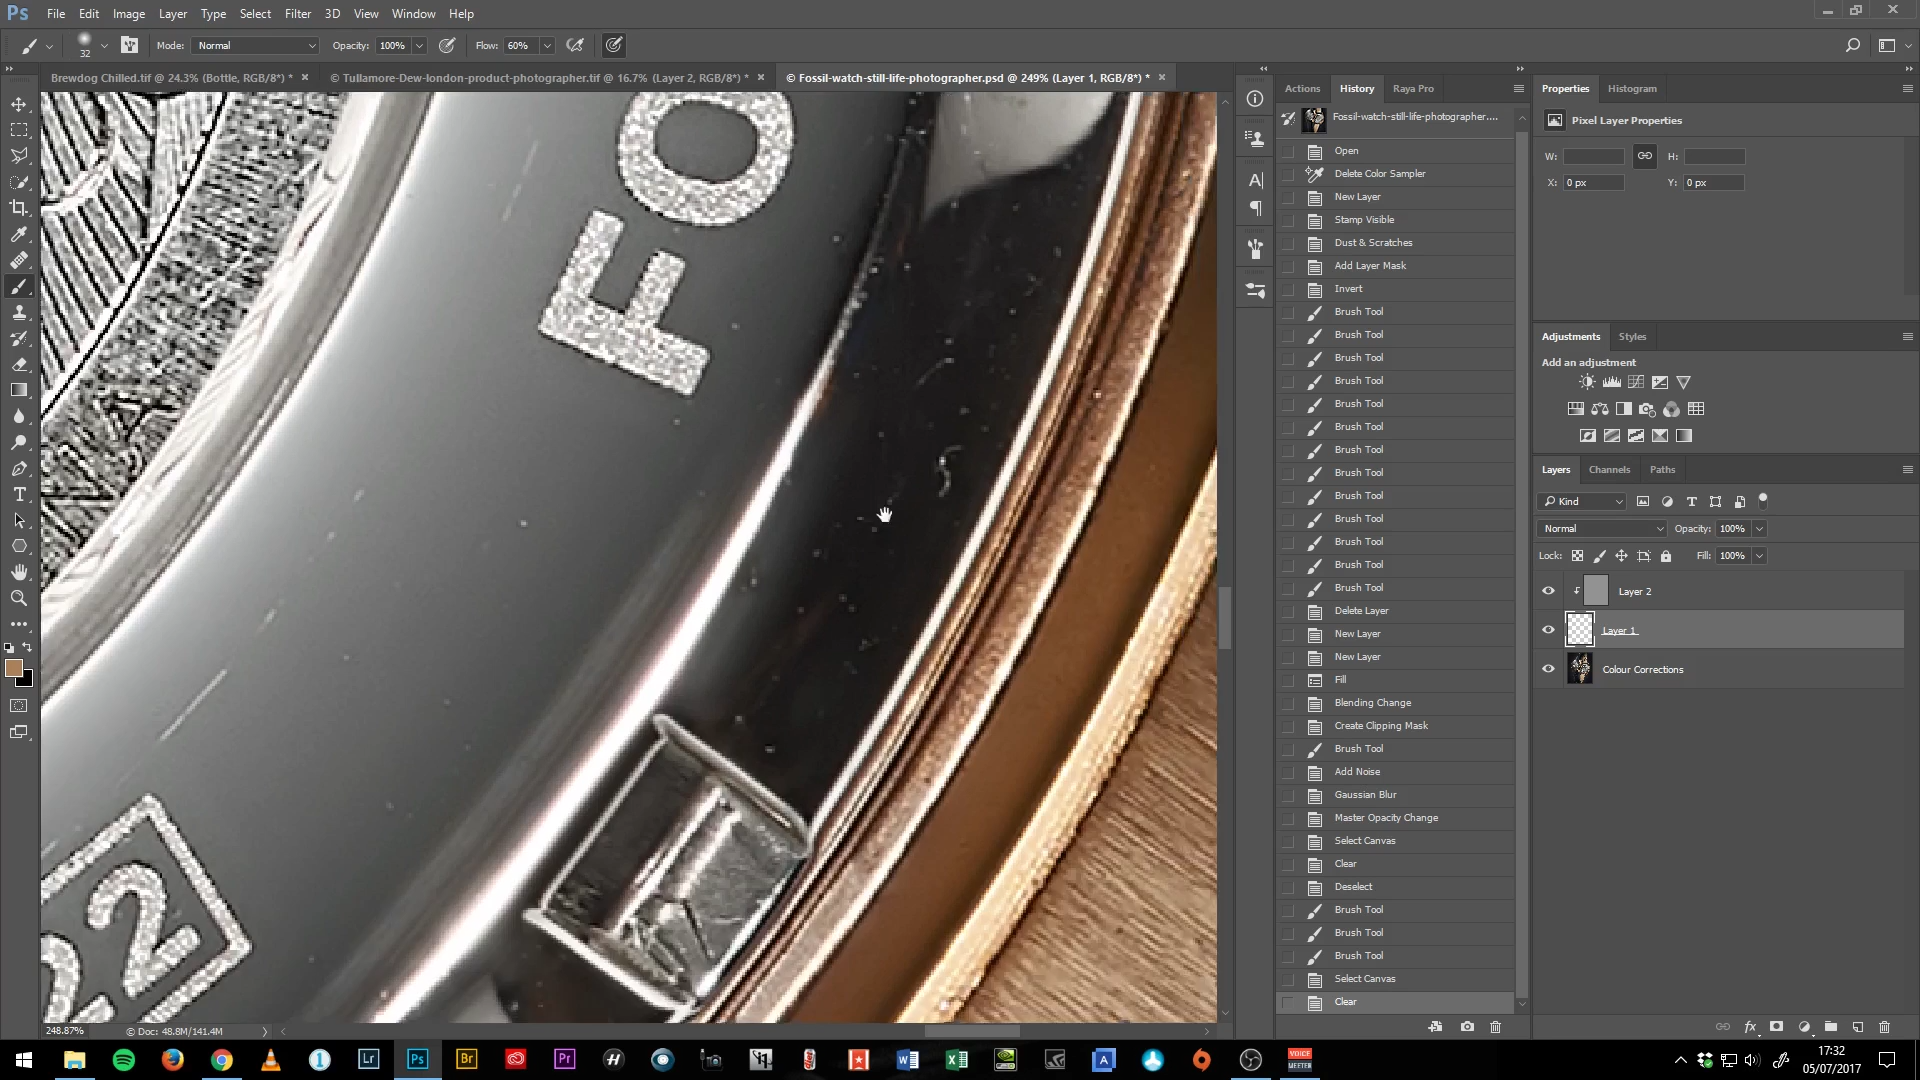 Ps File Edit Image Layer Type Select Filter 3D View Window Help
32 Mode: Normal Opacity: 100% Flow: 60%
Brewdog Chilled.tif @ 24.3% (Bottle, RGB/8*) * × © Tullamore-Dew-london-product-photographer.tif @ 16.7% (Layer 2, RGB/8*) * × © Fossil-watch-still-life-photographer.psd @ 249% (Layer 1, RGB/8*) * ×
FO
22
248.87% © Doc: 48.8M/141.4M
Actions History Raya Pro
Fossil-watch-still-life-photographer....
Open
Delete Color Sampler
New Layer
Stamp Visible
Dust & Scratches
Add Layer Mask
Invert
Brush Tool
Brush Tool
Brush Tool
Brush Tool
Brush Tool
Brush Tool
Brush Tool
Brush Tool
Brush Tool
Brush Tool
Brush Tool
Brush Tool
Brush Tool
Delete Layer
New Layer
New Layer
Fill
Blending Change
Create Clipping Mask
Brush Tool
Add Noise
Gaussian Blur
Master Opacity Change
Select Canvas
Clear
Deselect
Brush Tool
Brush Tool
Brush Tool
Select Canvas
Clear
Properties Histogram
Pixel Layer Properties
W: H:
X: 0 px Y: 0 px
Adjustments Styles
Add an adjustment
Layers Channels Paths
Kind
Normal Opacity: 100%
Lock: Fill: 100%
Layer 2
Layer 1
Colour Corrections
fx
Lr Ps Br Pr
VOICE MEETER
17:32
05/07/2017